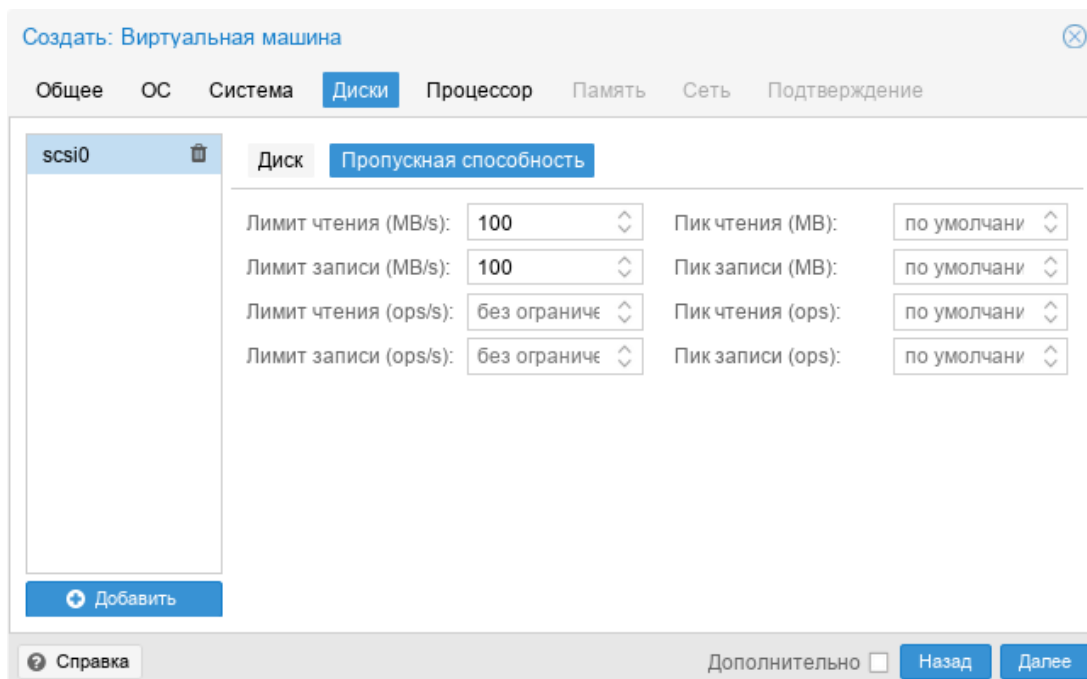 Создать: Виртуальная машина
Общее ОС Система Диски Процессор Память Сеть Подтверждение
scsi0 Диск Пропускная способность
Лимит чтения (MB/s): 100 Пик чтения (MB): по умолчани
Лимит записи (MB/s): 100 Пик записи (MB): по умолчани
Лимит чтения (ops/s): без ограниче Пик чтения (ops): по умолчани
Лимит записи (ops/s): без ограниче Пик записи (ops): по умолчани
Добавить
Справка Дополнительно Назад Далее